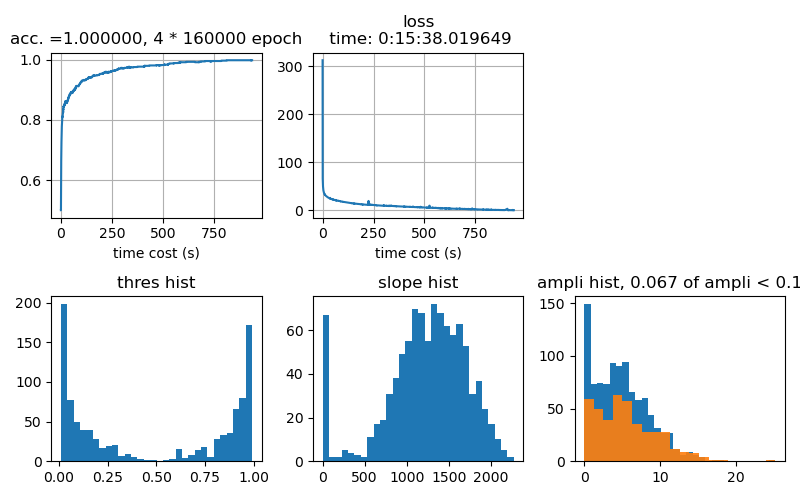 acc. =1.000000, 4 * 160000 epoch
1.0
0.8
0.6
0 250 500 750
time cost (s)
loss
time: 0:15:38.019649
300
200
100
0
0 250 500 750
time cost (s)
thres hist
200
150
100
50
0
0.00 0.25 0.50 0.75 1.00
slope hist
60
40
20
0
0 500 1000 1500 2000
ampli hist, 0.067 of ampli < 0.1
150
100
50
0
0 10 20